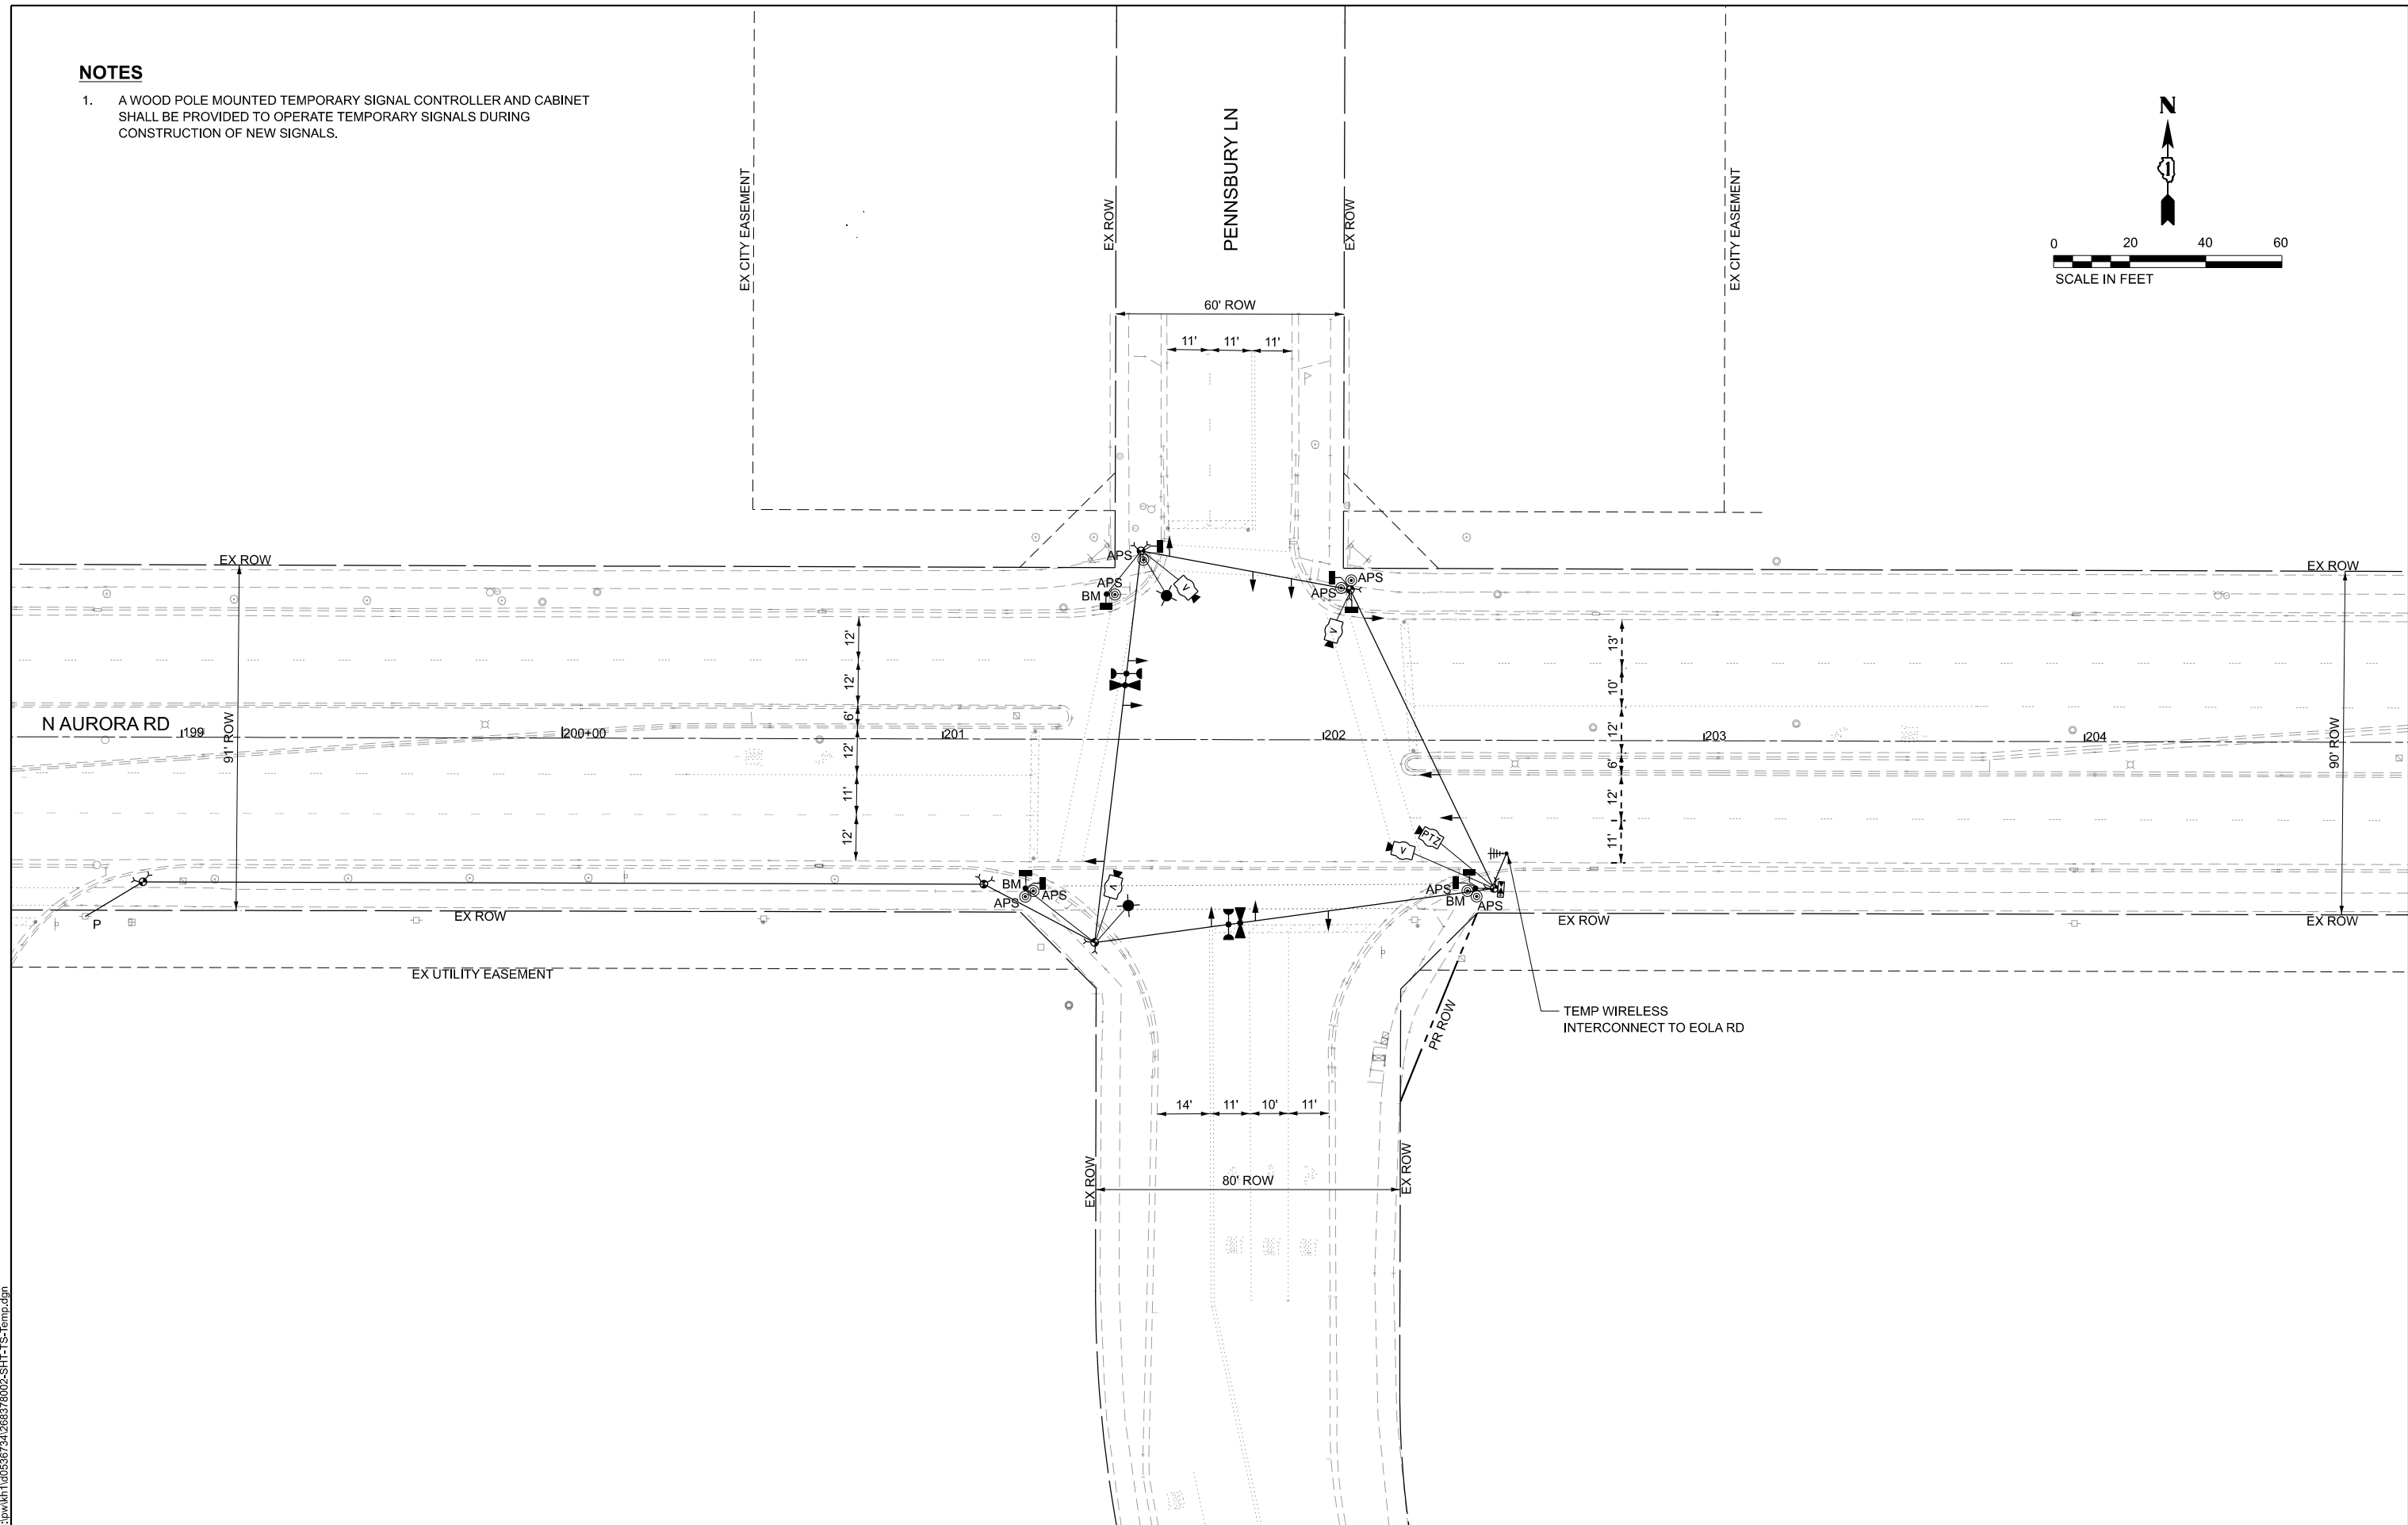 NOTES
1. A WOOD POLE MOUNTED TEMPORARY SIGNAL CONTROLLER AND CABINET
SHALL BE PROVIDED TO OPERATE TEMPORARY SIGNALS DURING
CONSTRUCTION OF NEW SIGNALS.
EX CITY EASEMENT
EX ROW
PENNSBURY LN
EX ROW
EX CITY EASEMENT
N
1
0 20 40 60
SCALE IN FEET
60' ROW
11' 11' 11'
EX ROW
APS
APS
BM
V
APS
APS
V
EX ROW
91' ROW
12'
12'
6'
12'
11'
12'
13'
10'
12'
6'
12'
11'
90' ROW
N AURORA RD
199
200+00
201
202
203
204
PTZ
V
V
BM
APS
APS
APS
BM
APS
P
EX ROW
EX ROW
EX ROW
EX UTILITY EASEMENT
PR ROW
TEMP WIRELESS
INTERCONNECT TO EOLA RD
14' 11' 10' 11'
EX ROW
80' ROW
EX ROW